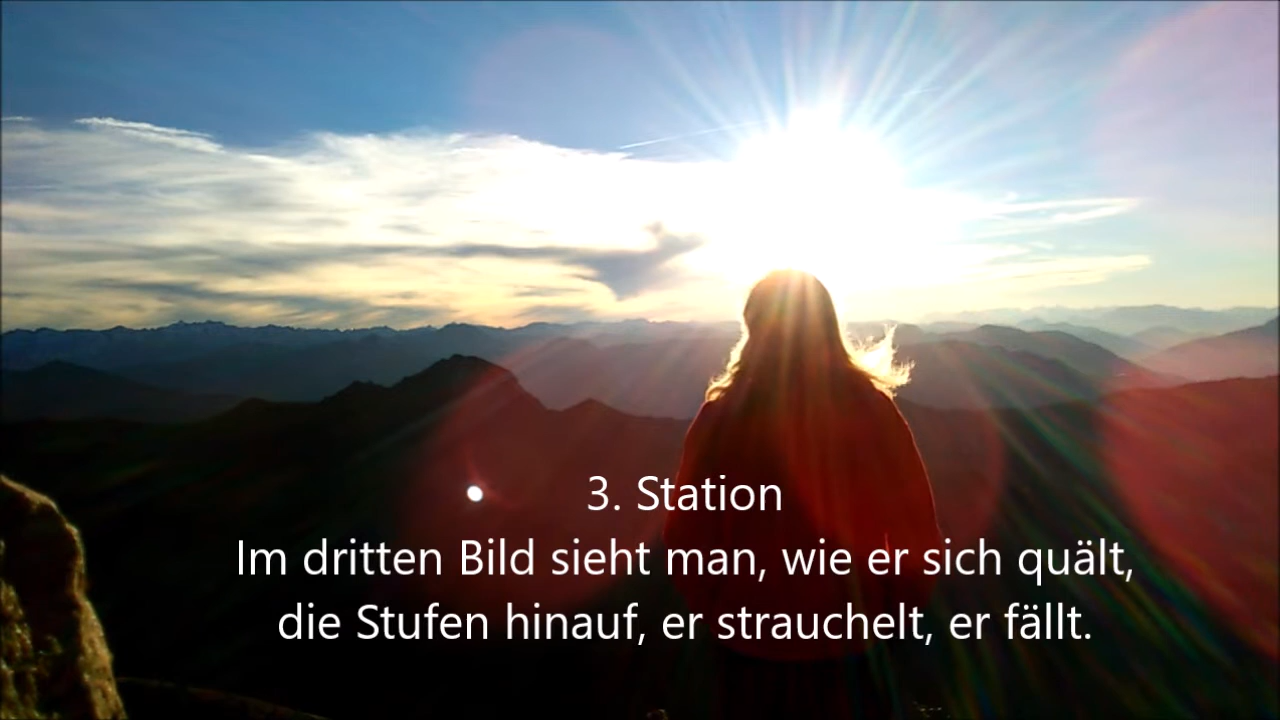 3. Station
Im dritten Bild sieht man, wie er sich quält,
die Stufen hinauf, er strauchelt, er fällt.